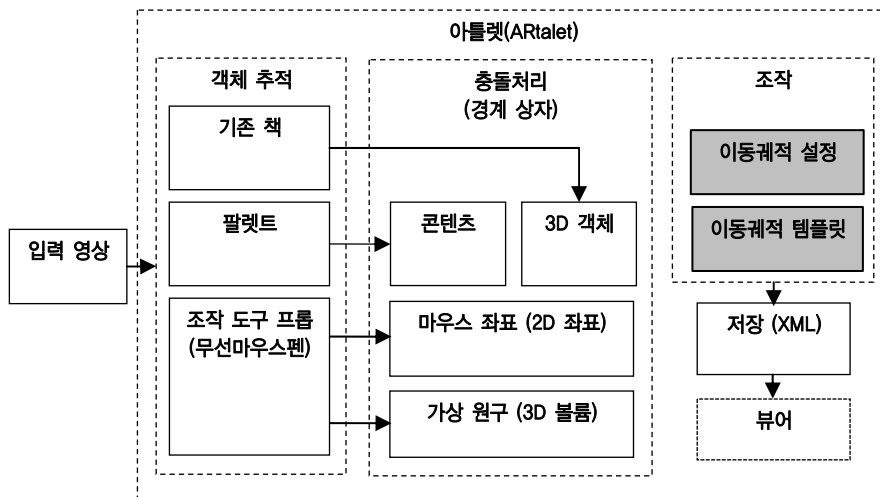 아틀렛(ARtalet)
객체 추적
기존 책
팔렛트
조작 도구 프롭
(무선마우스펜)
입력 영상
충돌처리
(경계 상자)
콘텐츠
3D 객체
마우스 좌표 (2D 좌표)
가상 원구 (3D 볼륨)
조작
이동궤적 설정
이동궤적 템플릿
저장 (XML)
뷰어